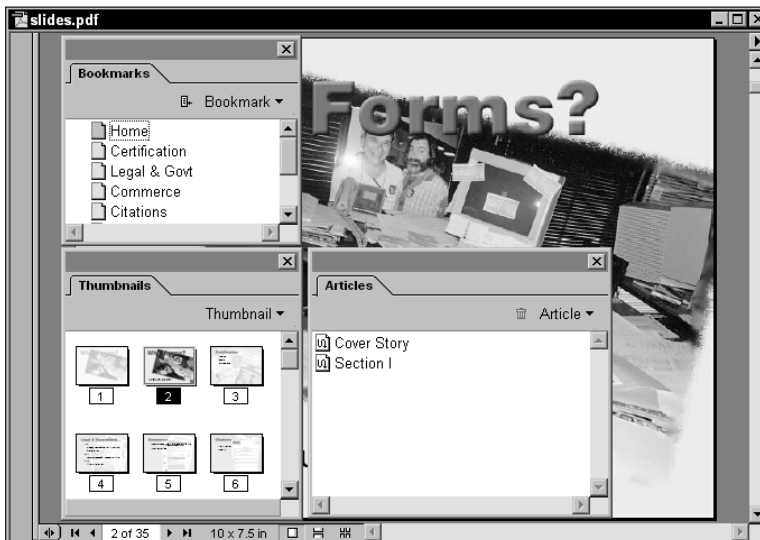 slides.pdf
Bookmarks
Bookmark
Home
Certification
Legal & Govt
Commerce
Citations
Forms?
Thumbnails
Thumbnail
1
2
3
4
5
6
Articles
Article
Cover Story
Section I
2 of 35
10 x 7.5 in